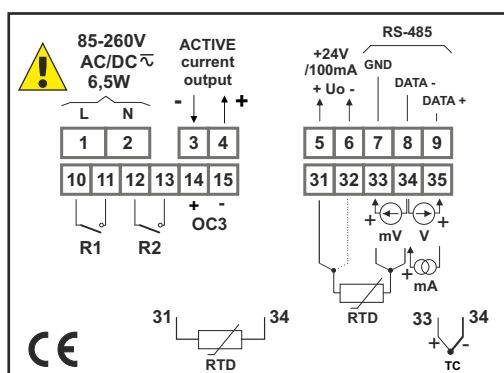 85-260V
AC/DC
6,5W
L N
ACTIVE
current
output
- +
+24V
/100mA
+ Uo -
RS-485
GND
DATA -
DATA +
1 2 3 4
5 6 7 8 9
10 11 12 13 14 15
31 32 33 34 35
R1 R2
+ -
OC3
+ mV V +
+ mA
RTD
31 34
RTD
33 34
+ -
TC
CE